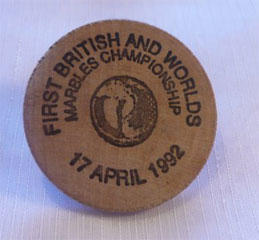 FIRST BRITISH AND WORLDS
MARBLES CHAMPIONSHIP
17 APRIL 1992